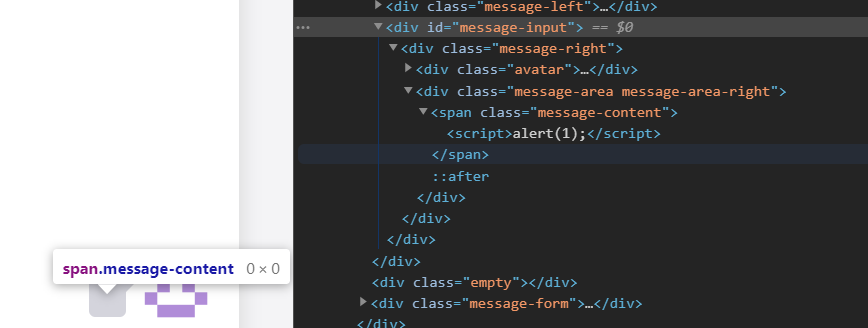 <div class="message-left">…</div>
<div id="message-input"> == $0
<div class="message-right">
<div class="avatar">…</div>
<div class="message-area message-area-right">
<span class="message-content">
<script>alert(1);</script>
</span>
::after
</div>
</div>
</div>
</div>
<div class="empty"></div>
<div class="message-form">…</div>
</div>
span.message-content 0 × 0